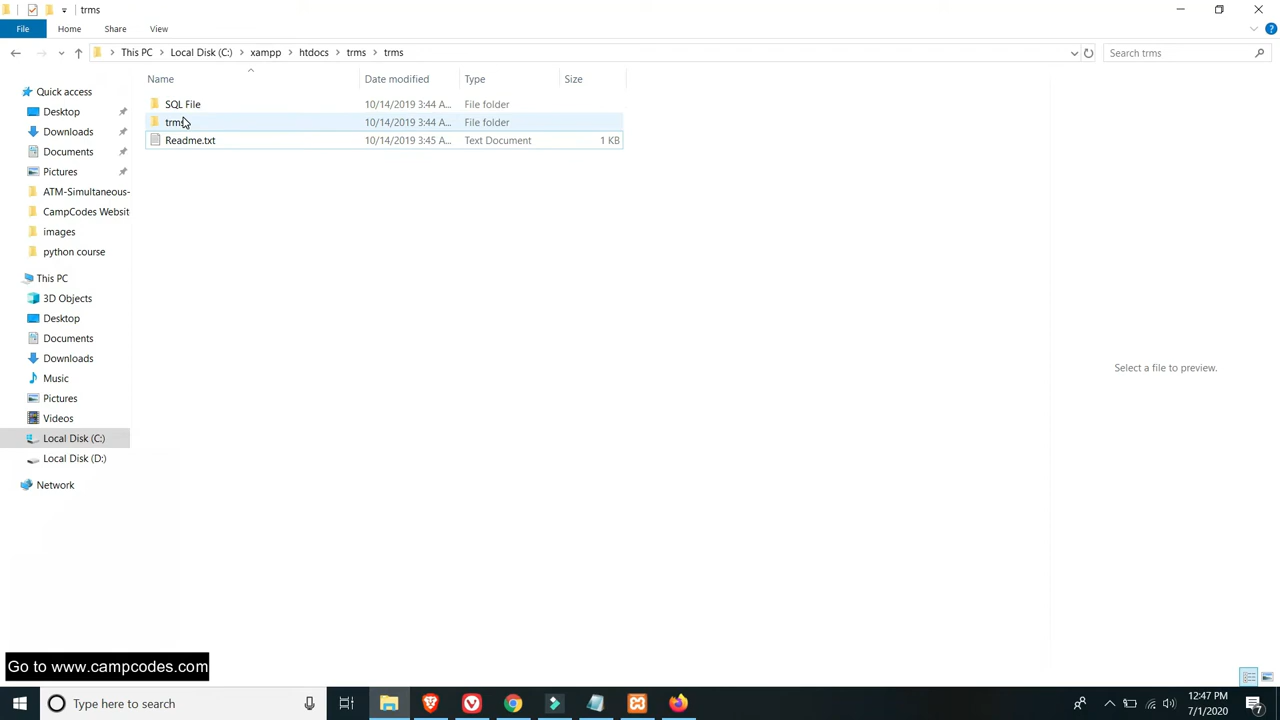 trms
File
Home
Share
View
This PC
Local Disk (C:)
xampp
htdocs
trms
trms
Search trms
Name
Date modified
Type
Size
SQL File
10/14/2019 3:44 A...
File folder
trms
10/14/2019 3:44 A...
File folder
Readme.txt
10/14/2019 3:45 A...
Text Document
1 KB
Quick access
Desktop
Downloads
Documents
Pictures
ATM-Simultaneous-
CampCodes Websit
images
python course
This PC
3D Objects
Desktop
Documents
Downloads
Music
Pictures
Videos
Local Disk (C:)
Local Disk (D:)
Network
Select a file to preview.
Go to www.campcodes.com
Type here to search
12:47 PM
7/1/2020
7